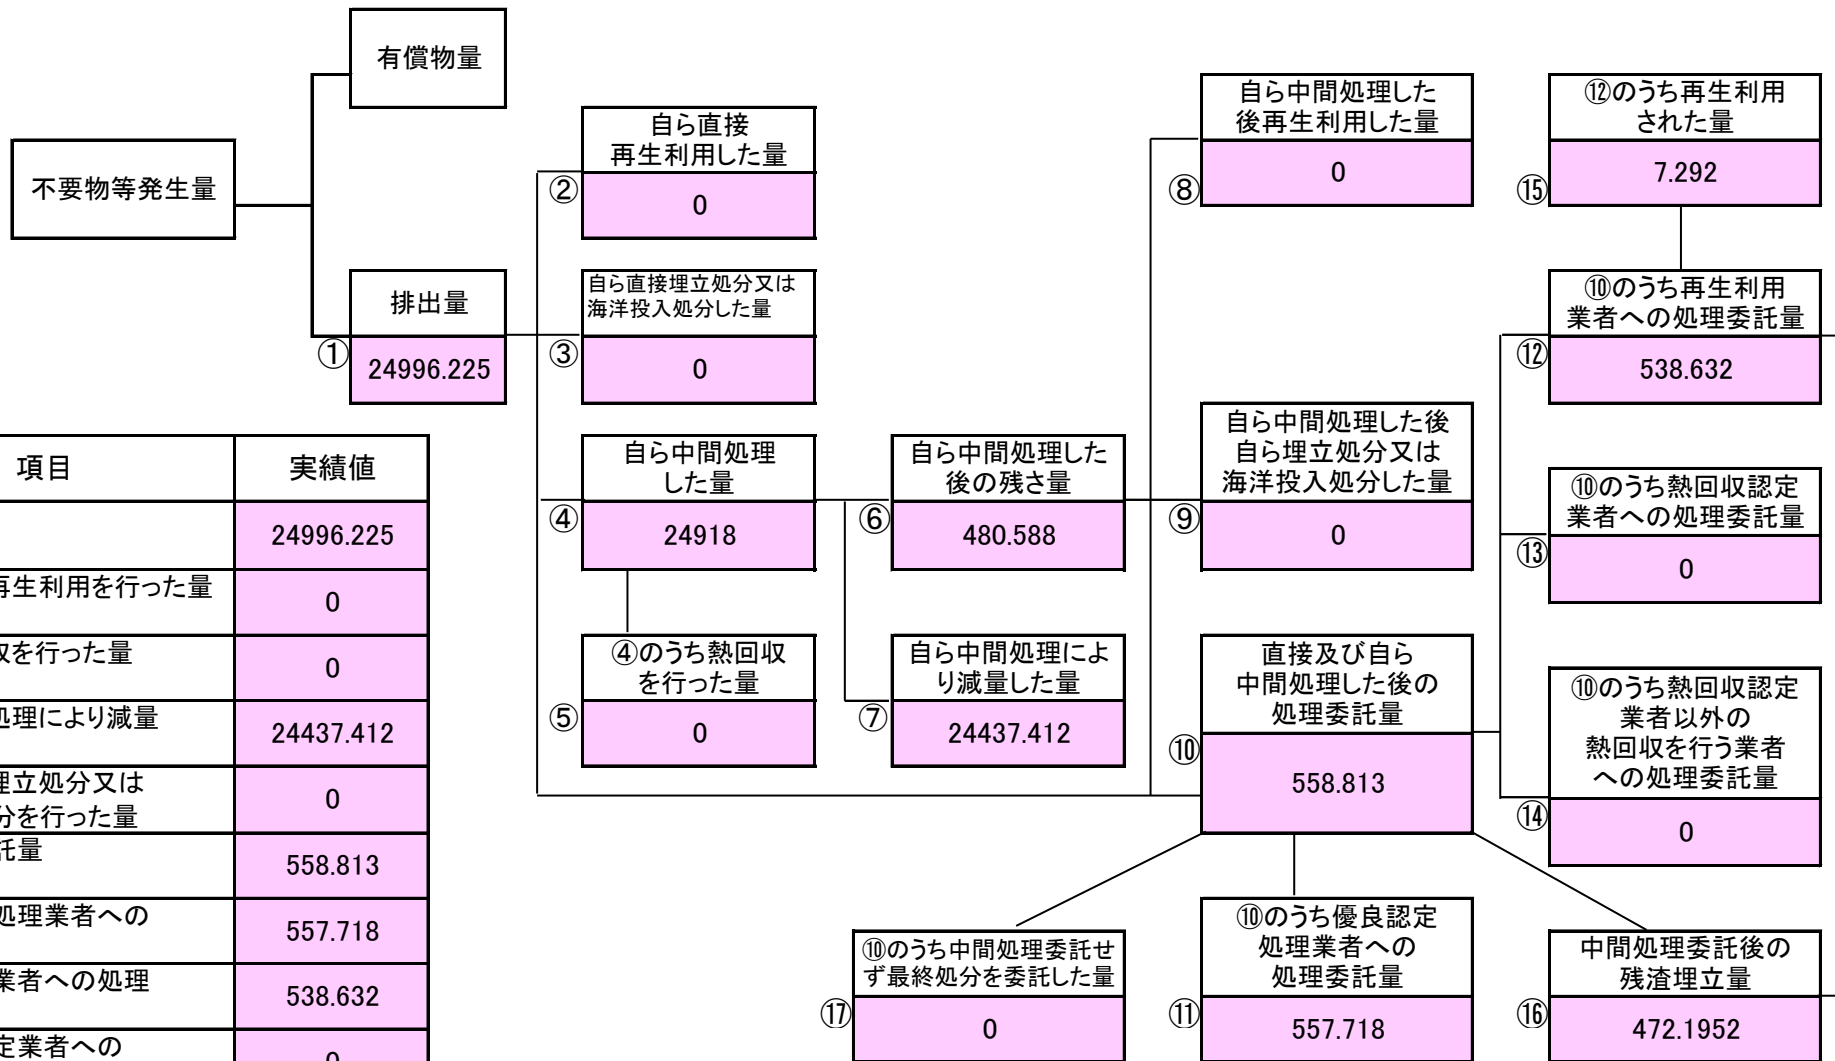 有償物量
不要物等発生量
排出量
①
24996.225
自ら直接
再生利用した量
②
0
自ら直接埋立処分又は
海洋投入処分した量
③
0
自ら中間処理
した量
④
24918
④のうち熱回収
を行った量
⑤
0
自ら中間処理した
後の残さ量
⑥
480.588
自ら中間処理によ
り減量した量
⑦
24437.412
自ら中間処理した
後再生利用した量
⑧
0
自ら中間処理した後
自ら埋立処分又は
海洋投入処分した量
⑨
0
直接及び自ら
中間処理した後の
処理委託量
⑩
558.813
⑫のうち再生利用
された量
⑮
7.292
⑩のうち再生利用
業者への処理委託量
⑫
538.632
⑩のうち熱回収認定
業者への処理委託量
⑬
0
⑩のうち熱回収認定
業者以外の
熱回収を行う業者
への処理委託量
⑭
0
⑩のうち中間処理委託せ
ず最終処分を委託した量
⑰
0
⑩のうち優良認定
処理業者への
処理委託量
⑪
557.718
中間処理委託後の
残渣埋立量
⑯
472.1952
項目 実績値
24996.225
再生利用を行った量
0
を行った量
0
処理により減量
24437.412
埋立処分又は
分を行った量
0
託量
558.813
処理業者への
557.718
業者への処理
538.632
定業者への
0